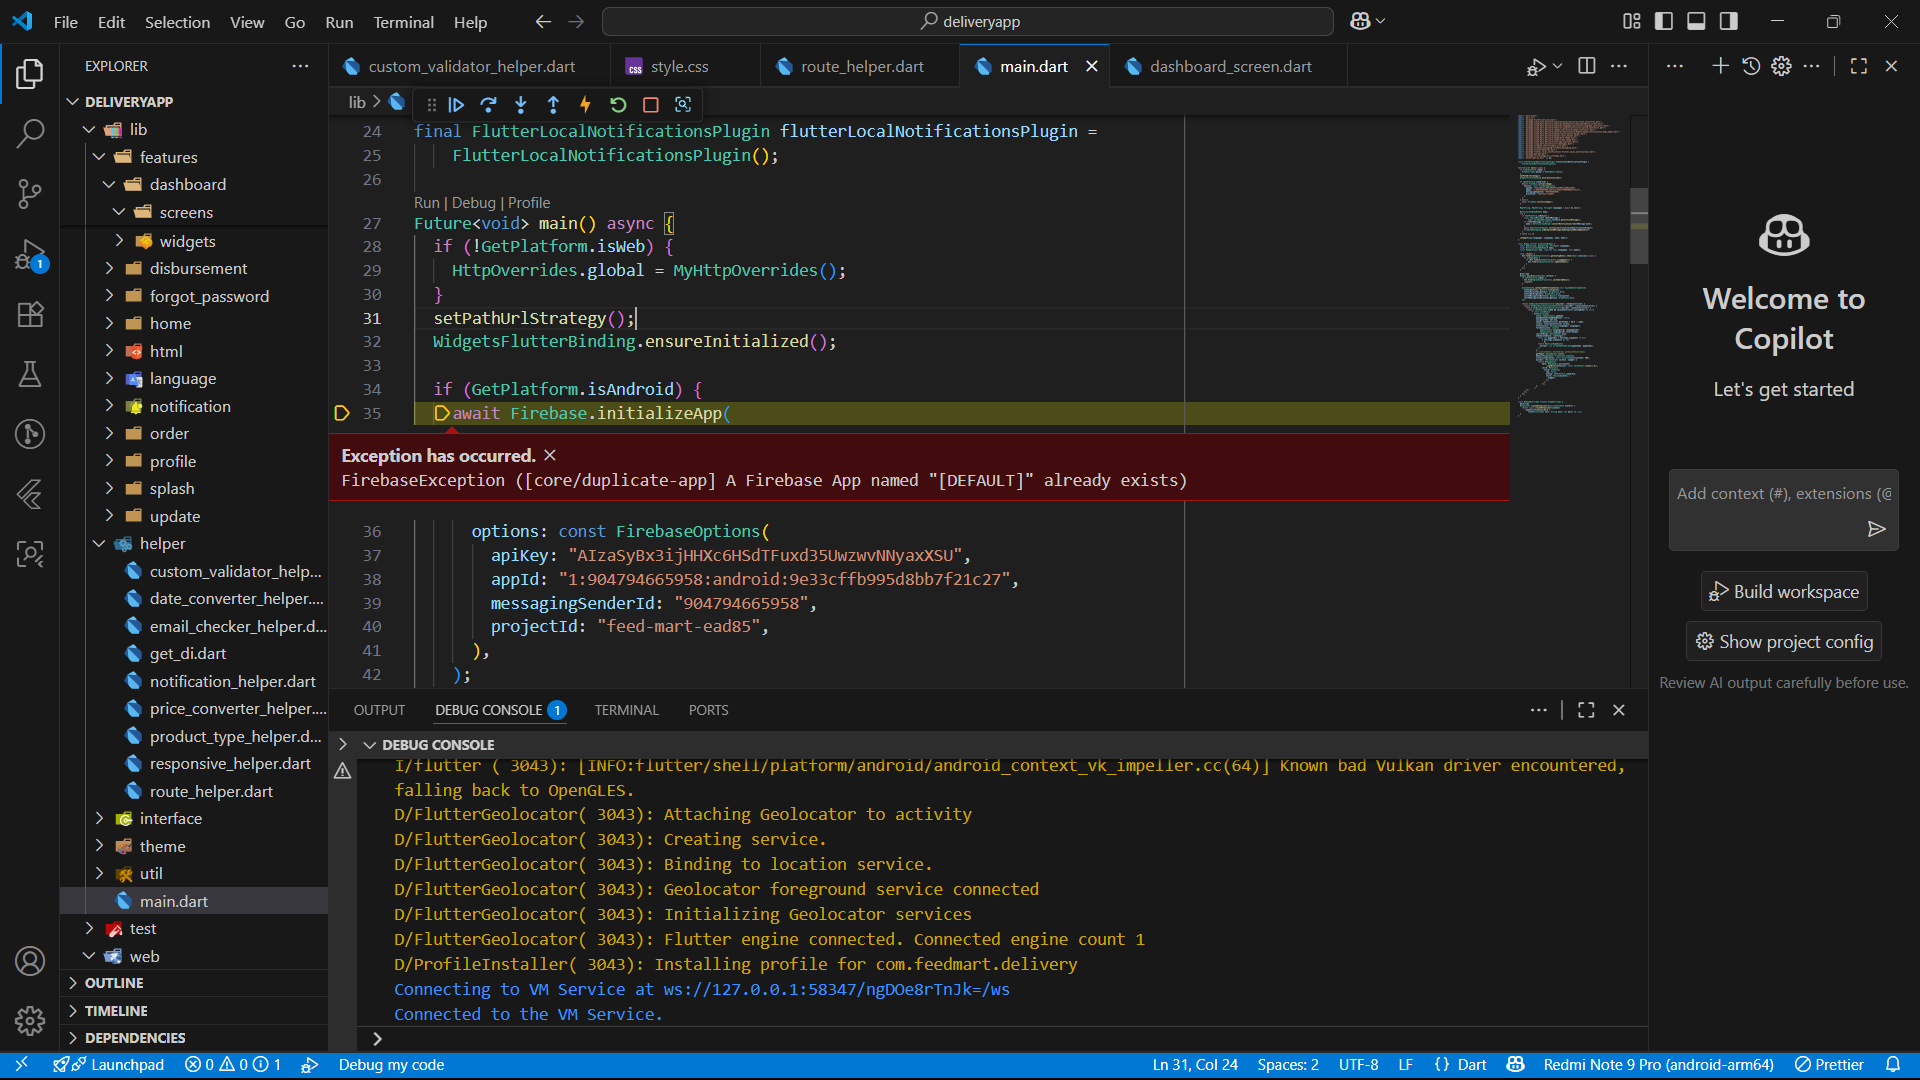 File Edit Selection View Go Run Terminal Help
deliveryapp
EXPLORER
DELIVERYAPP
lib
features
dashboard
screens
widgets
disbursement
forgot_password
home
html
language
notification
order
profile
splash
update
helper
custom_validator_help...
date_converter_helper....
email_checker_helper.d...
get_di.dart
notification_helper.dart
price_converter_helper....
product_type_helper.d...
responsive_helper.dart
route_helper.dart
interface
theme
util
main.dart
test
web
OUTLINE
TIMELINE
DEPENDENCIES
1
custom_validator_helper.dart
style.css
route_helper.dart
main.dart
dashboard_screen.dart
lib
24 final FlutterLocalNotificationsPlugin flutterLocalNotificationsPlugin =
25 FlutterLocalNotificationsPlugin();
26
Run | Debug | Profile
27 Future<void> main() async {
28 if (!GetPlatform.isWeb) {
29 HttpOverrides.global = MyHttpOverrides();
30 }
31 setPathUrlStrategy();
32 WidgetsFlutterBinding.ensureInitialized();
33
34 if (GetPlatform.isAndroid) {
35 await Firebase.initializeApp(
Exception has occurred.
FirebaseException ([core/duplicate-app] A Firebase App named "[DEFAULT]" already exists)
36 options: const FirebaseOptions(
37 apiKey: "AIzaSyBx3ijHHXc6HSdTFuxd35UwzwvNNyaxXSU",
38 appId: "1:904794665958:android:9e33cffb995d8bb7f21c27",
39 messagingSenderId: "904794665958",
40 projectId: "feed-mart-ead85",
41 ),
42 );
OUTPUT DEBUG CONSOLE 1 TERMINAL PORTS
DEBUG CONSOLE
I/flutter ( 3043): [INFO:flutter/shell/platform/android/android_context_vk_impeller.cc(64)] Known bad Vulkan driver encountered,
falling back to OpenGLES.
D/FlutterGeolocator( 3043): Attaching Geolocator to activity
D/FlutterGeolocator( 3043): Creating service.
D/FlutterGeolocator( 3043): Binding to location service.
D/FlutterGeolocator( 3043): Geolocator foreground service connected
D/FlutterGeolocator( 3043): Initializing Geolocator services
D/FlutterGeolocator( 3043): Flutter engine connected. Connected engine count 1
D/ProfileInstaller( 3043): Installing profile for com.feedmart.delivery
Connecting to VM Service at ws://127.0.0.1:58347/ngDOe8rTnJk=/ws
Connected to the VM Service.
Welcome to
Copilot
Let's get started
Add context (#), extensions (@
Build workspace
Show project config
Review AI output carefully before use.
Launchpad 0 0 1 Debug my code Ln 31, Col 24 Spaces: 2 UTF-8 LF {} Dart Redmi Note 9 Pro (android-arm64) Prettier